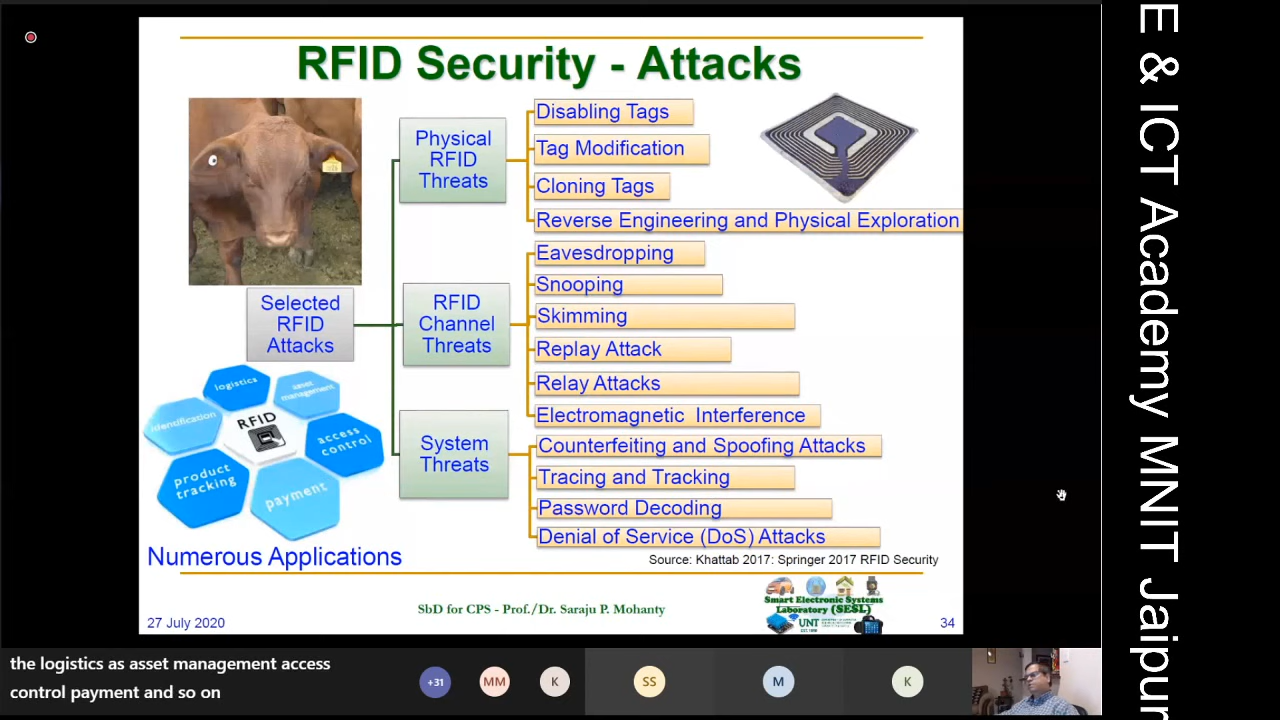 RFID Security - Attacks
Selected
RFID
Attacks
Physical
RFID
Threats
Disabling Tags
Tag Modification
Cloning Tags
Reverse Engineering and Physical Exploration
RFID
Channel
Threats
Eavesdropping
Snooping
Skimming
Replay Attack
Relay Attacks
Electromagnetic Interference
System
Threats
Counterfeiting and Spoofing Attacks
Tracing and Tracking
Password Decoding
Denial of Service (DoS) Attacks
logistics
asset
management
identification
RFID
access
control
product
tracking
payment
Numerous Applications
Source: Khattab 2017: Springer 2017 RFID Security
27 July 2020
SbD for CPS - Prof./Dr. Saraju P. Mohanty
Smart Electronic Systems
Laboratory (SESL)
UNT
34
the logistics as asset management access
control payment and so on
+31
MM
K
SS
M
K
E & ICT Academy MNIT Jaipur